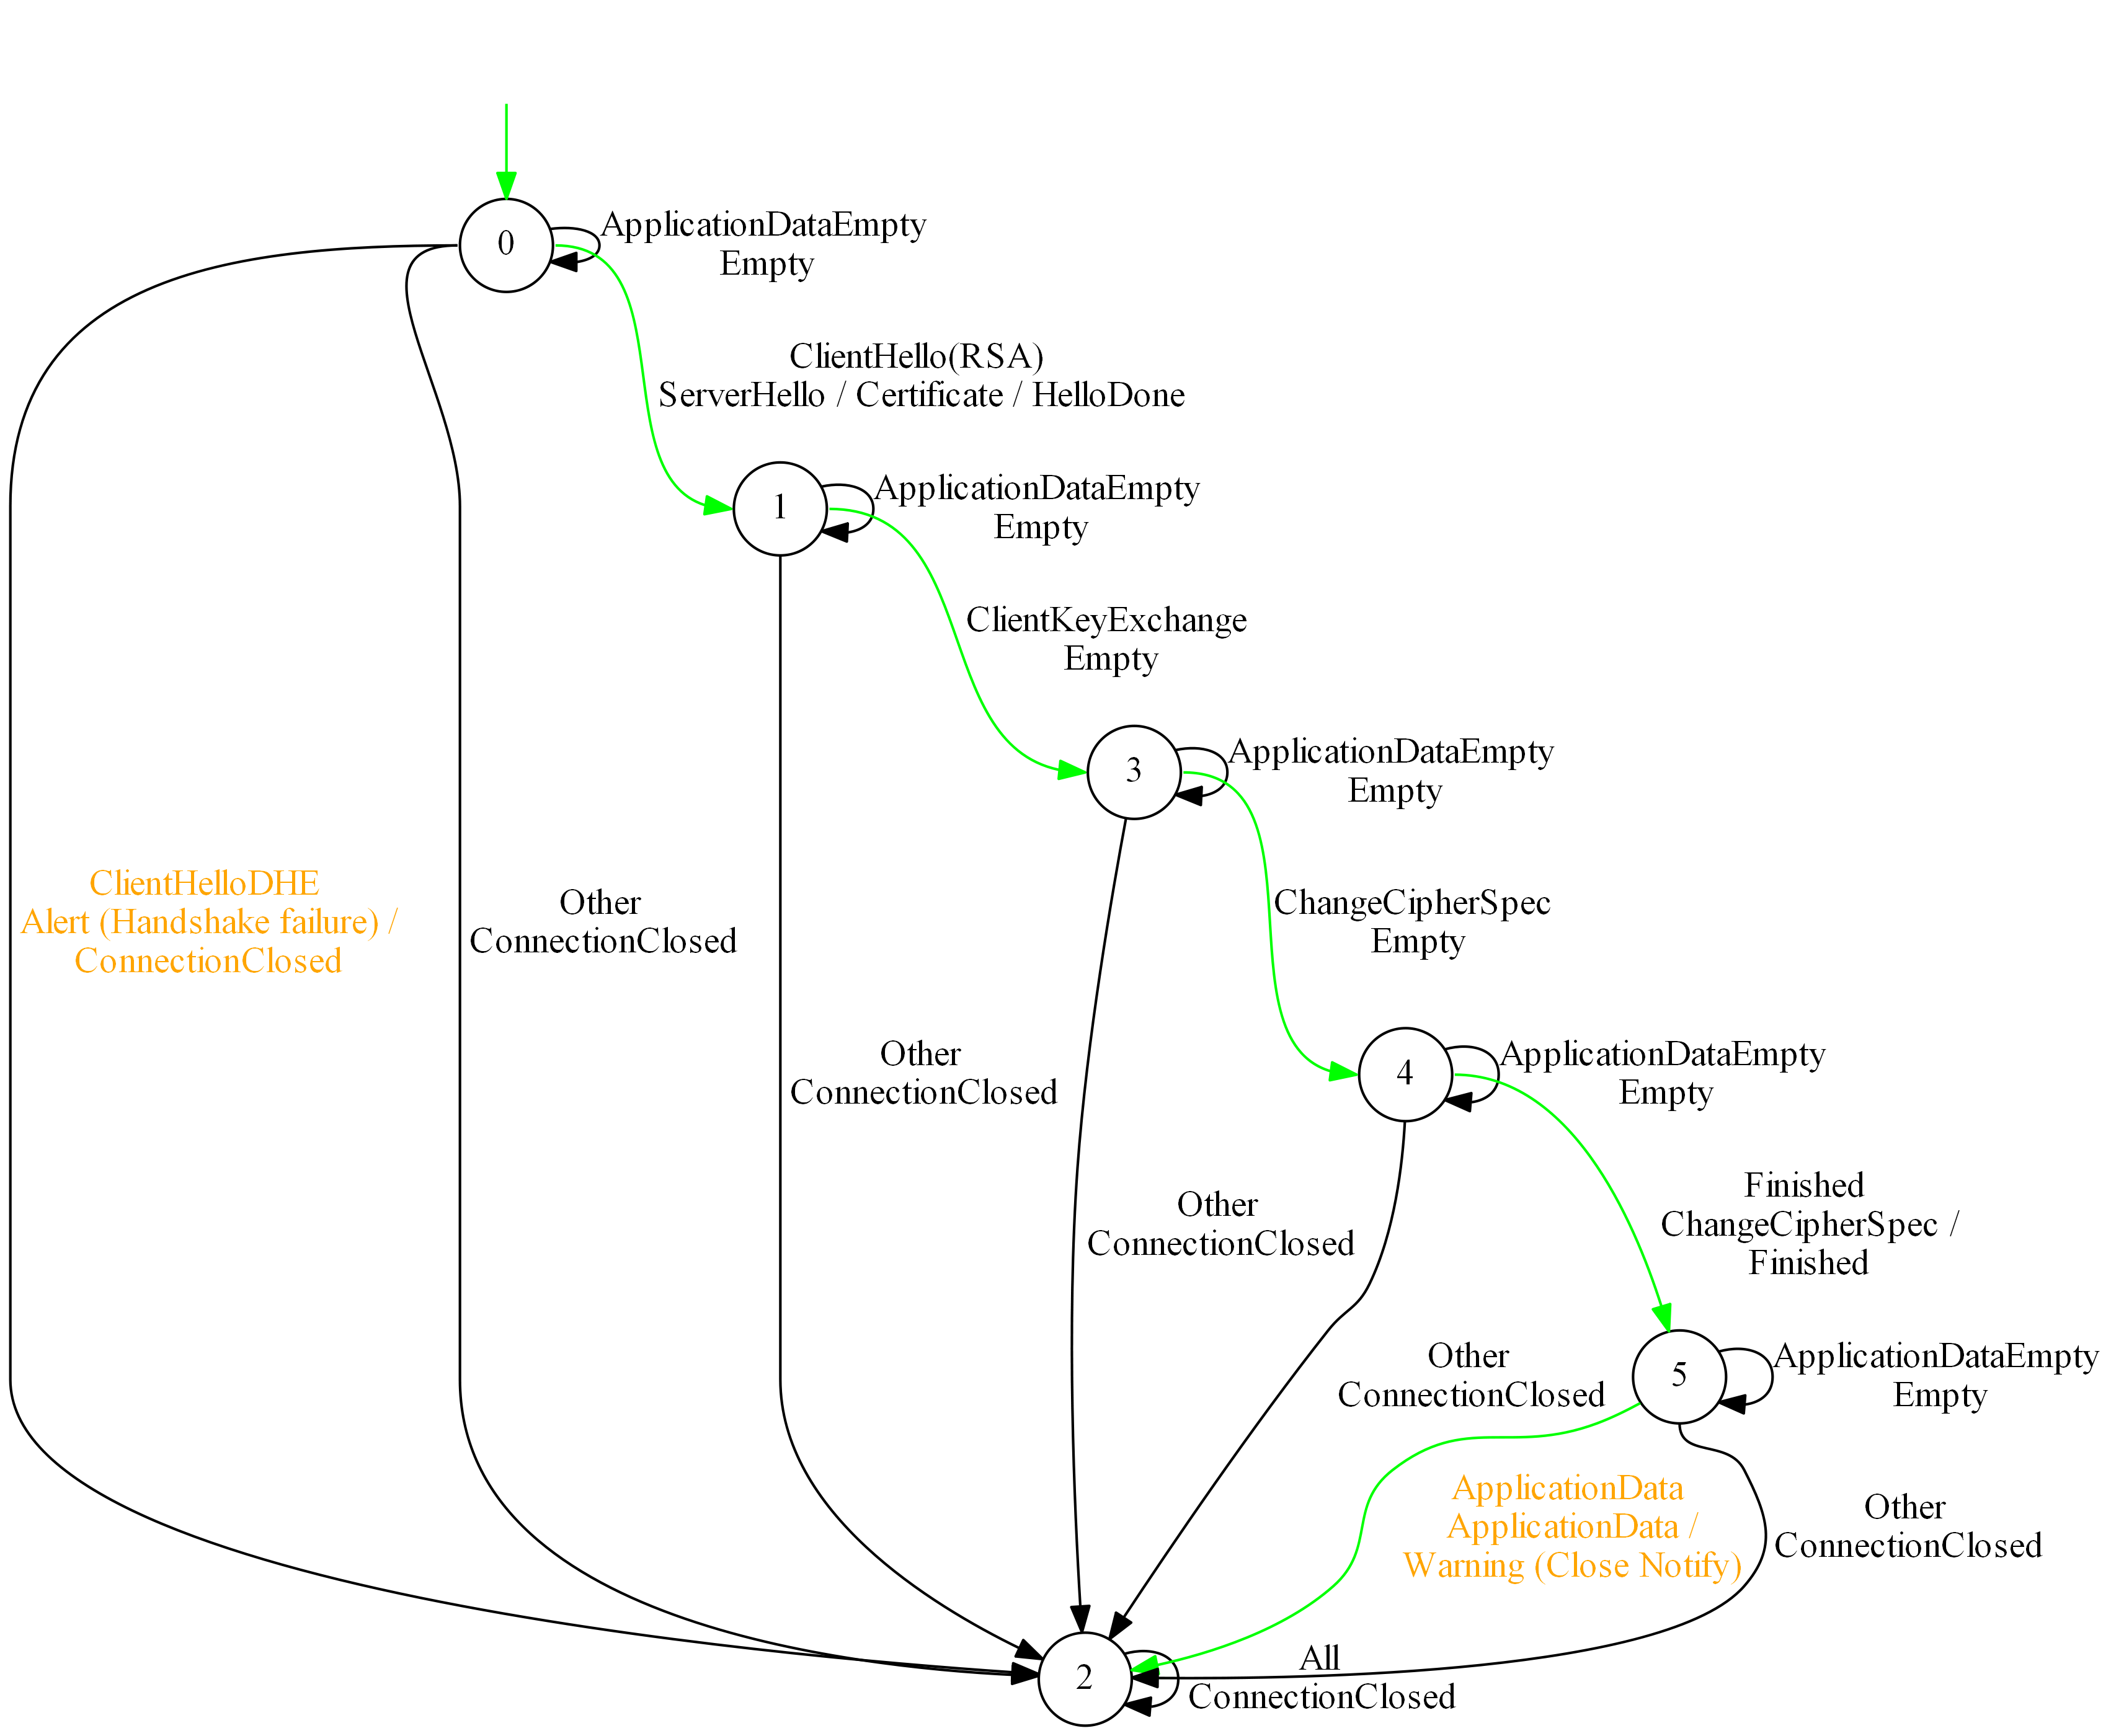 0
ApplicationDataEmpty
Empty
ClientHello(RSA)
ServerHello / Certificate / HelloDone
1
ApplicationDataEmpty
Empty
ClientKeyExchange
Empty
3
ApplicationDataEmpty
Empty
ClientHelloDHE
Alert (Handshake failure) /
ConnectionClosed
Other
ConnectionClosed
ChangeCipherSpec
Empty
Other
ConnectionClosed
4
ApplicationDataEmpty
Empty
Other
ConnectionClosed
Finished
ChangeCipherSpec /
Finished
Other
ConnectionClosed
5
ApplicationDataEmpty
Empty
ApplicationData
ApplicationData /
Warning (Close Notify)
Other
ConnectionClosed
2
All
ConnectionClosed